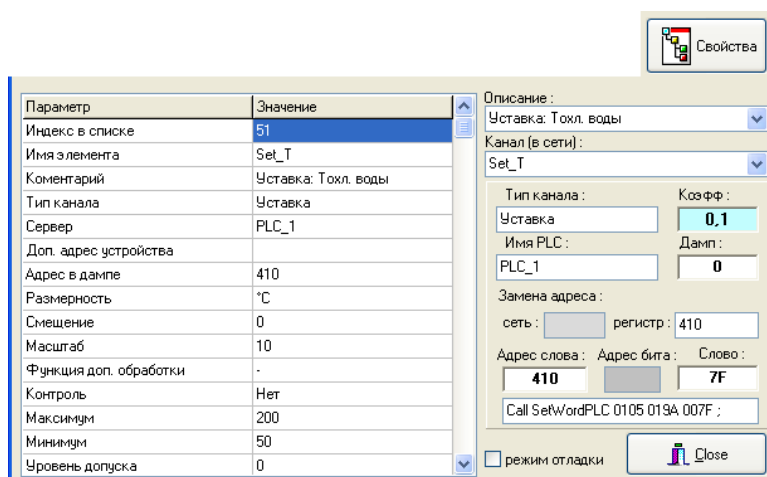 Свойства
Параметр Значение
Индекс в списке 51
Имя элемента Set_T
Коментарий Уставка: Тохл. воды
Тип канала Уставка
Сервер PLC_1
Доп. адрес устройства
Адрес в дампе 410
Размерность °C
Смещение 0
Масштаб 10
Функция доп. обработки -
Контроль Нет
Максимум 200
Минимум 50
Уровень допуска 0
Описание :
Уставка: Тохл. воды
Канал (в сети) :
Set_T
Тип канала : Коэфф :
Уставка 0,1
Имя PLC : Дамп :
PLC_1 0
Замена адреса :
сеть : регистр : 410
Адрес слова : Адрес бита : Слово :
410 7F
Call SetWordPLC 0105 019A 007F ;
режим отладки Close